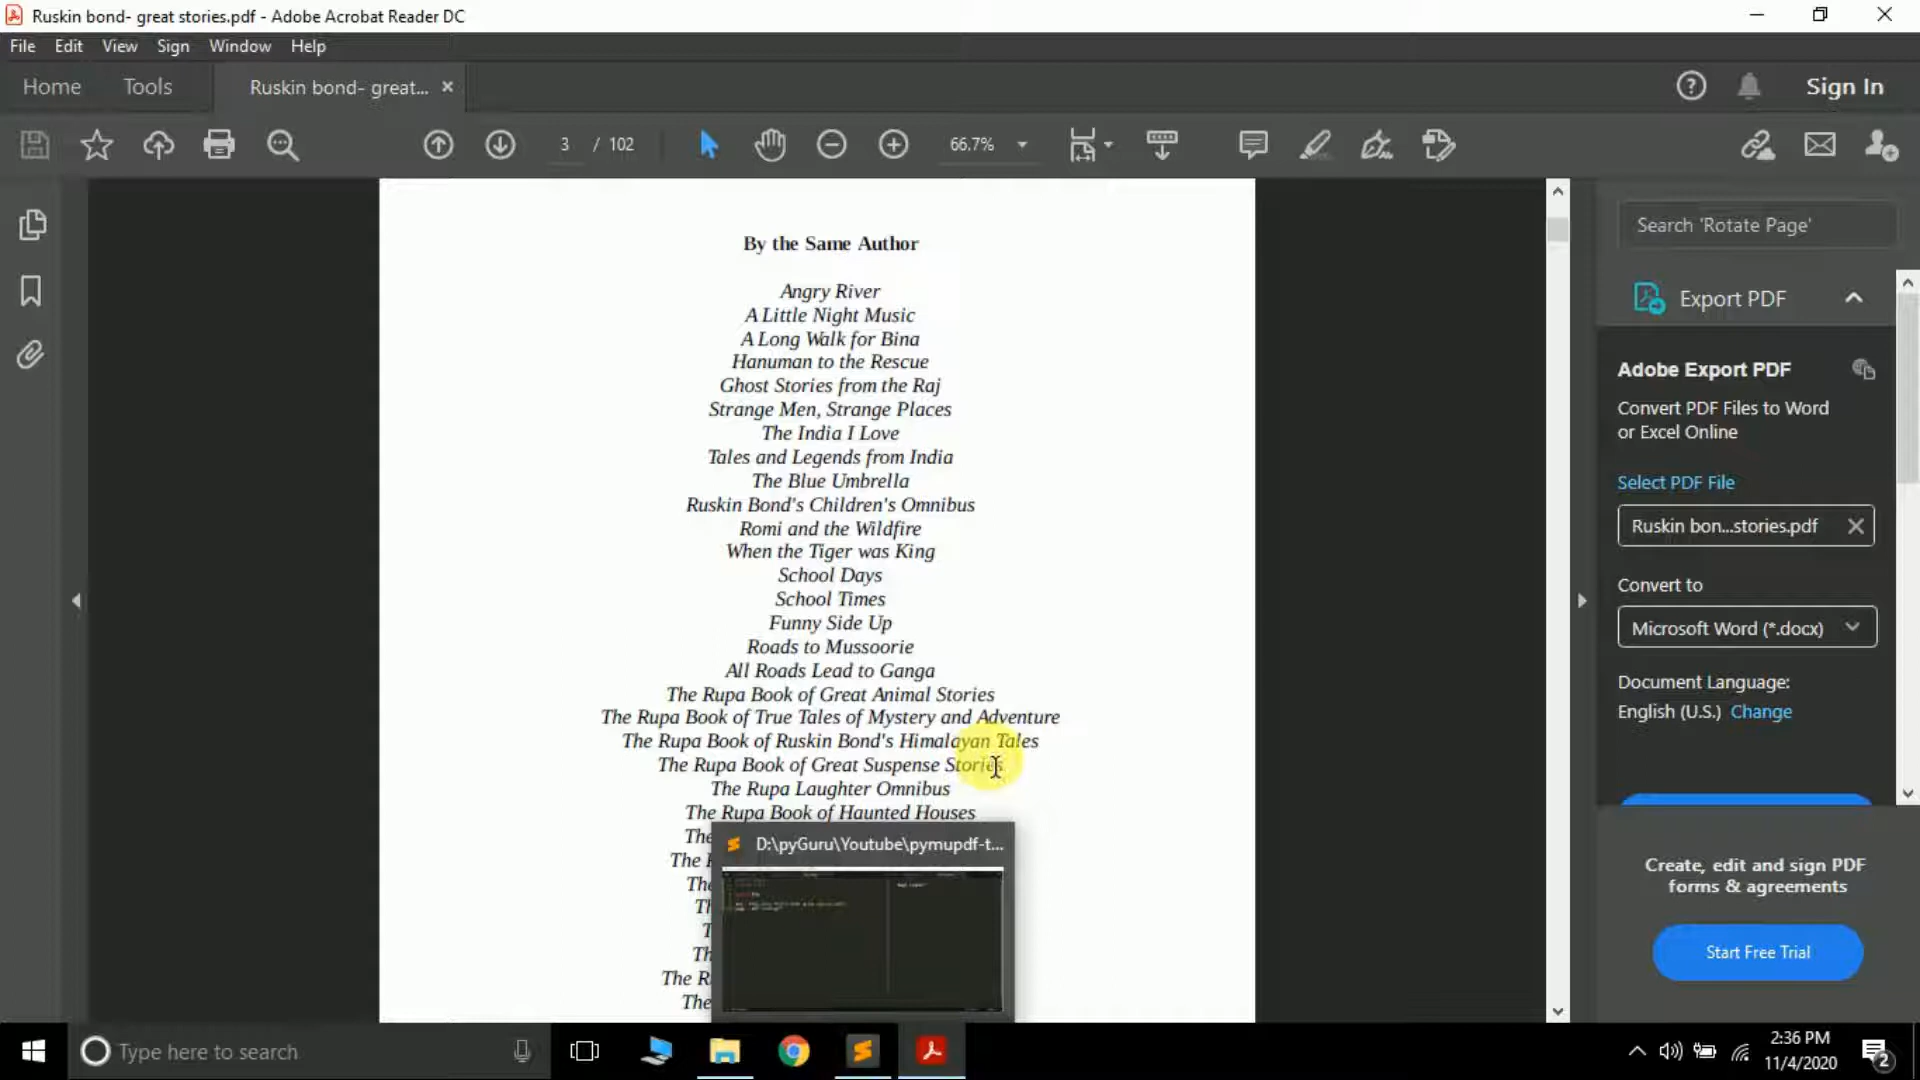 Ruskin bond- great stories.pdf - Adobe Acrobat Reader DC
File Edit View Sign Window Help
Home Tools Ruskin bond- great... × Sign In
3 / 102 66.7%
By the Same Author
Angry River
A Little Night Music
A Long Walk for Bina
Hanuman to the Rescue
Ghost Stories from the Raj
Strange Men, Strange Places
The India I Love
Tales and Legends from India
The Blue Umbrella
Ruskin Bond's Children's Omnibus
Romi and the Wildfire
When the Tiger was King
School Days
School Times
Funny Side Up
Roads to Mussoorie
All Roads Lead to Ganga
The Rupa Book of Great Animal Stories
The Rupa Book of True Tales of Mystery and Adventure
The Rupa Book of Ruskin Bond's Himalayan Tales
The Rupa Book of Great Suspense Stories
The Rupa Laughter Omnibus
The Rupa Book of Haunted Houses
The
The
The
Th
T
Th
The R
The
D:\pyGuru\Youtube\pymupdf-t...
Search 'Rotate Page'
Export PDF
Adobe Export PDF
Convert PDF Files to Word
or Excel Online
Select PDF File
Ruskin bon...stories.pdf
Convert to
Microsoft Word (*.docx)
Document Language:
English (U.S.) Change
Create, edit and sign PDF
forms & agreements
Start Free Trial
Type here to search
2:36 PM
11/4/2020
2